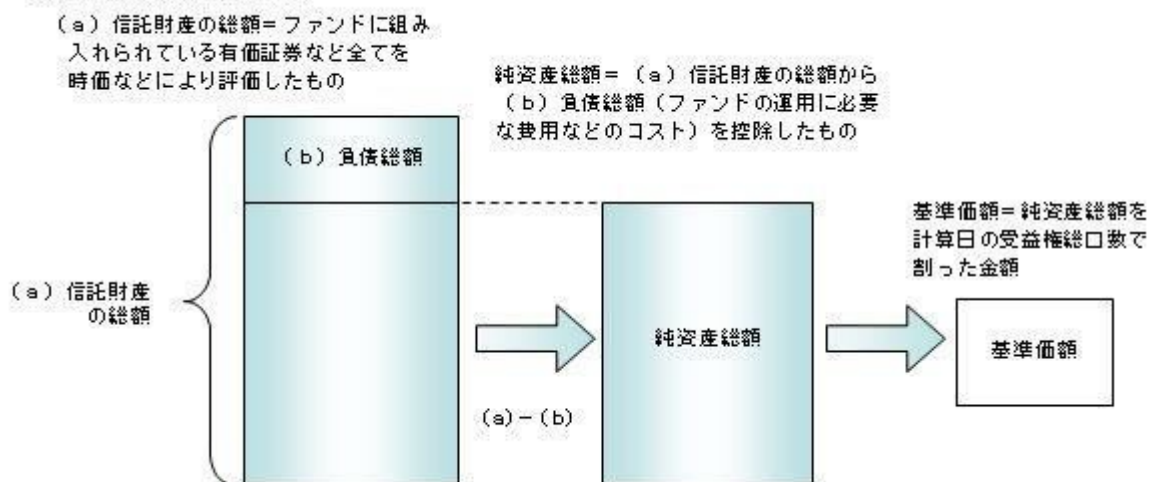 (a)信託財産の総額=ファンドに組み
入れられている有価証券など全てを
時価などにより評価したもの
純資産総額=(a)信託財産の総額から
(b)負債総額(ファンドの運用に必要
な費用などのコスト)を控除したもの
(b)負債総額
基準価額=純資産総額を
計算日の受益権総口数で
割った金額
(a)信託財産
の総額
純資産総額
基準価額
(a)-(b)